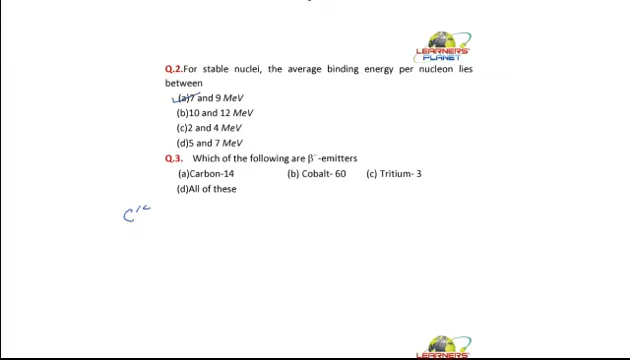 LEARNERS'
PLANET
Q.2.For stable nuclei, the average binding energy per nucleon lies
between
(a)7 and 9 MeV
(b)10 and 12 MeV
(c)2 and 4 MeV
(d)5 and 7 MeV
Q.3. Which of the following are β⁻-emitters
(a)Carbon-14 (b) Cobalt- 60 (c) Tritium- 3
(d)All of these
LEARNERS'